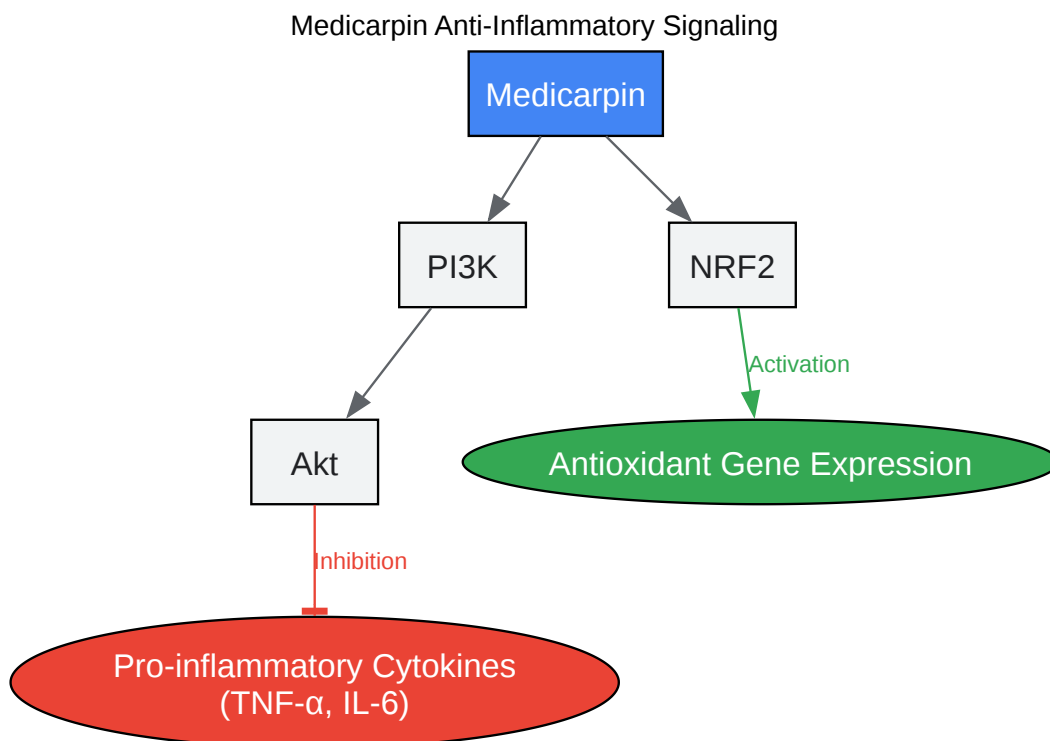 Medicarpin Anti-Inflammatory Signaling
Medicarpin
PI3K
NRF2
Activation
Akt
Antioxidant Gene Expression
Inhibition
Pro-inflammatory Cytokines
(TNF-α, IL-6)